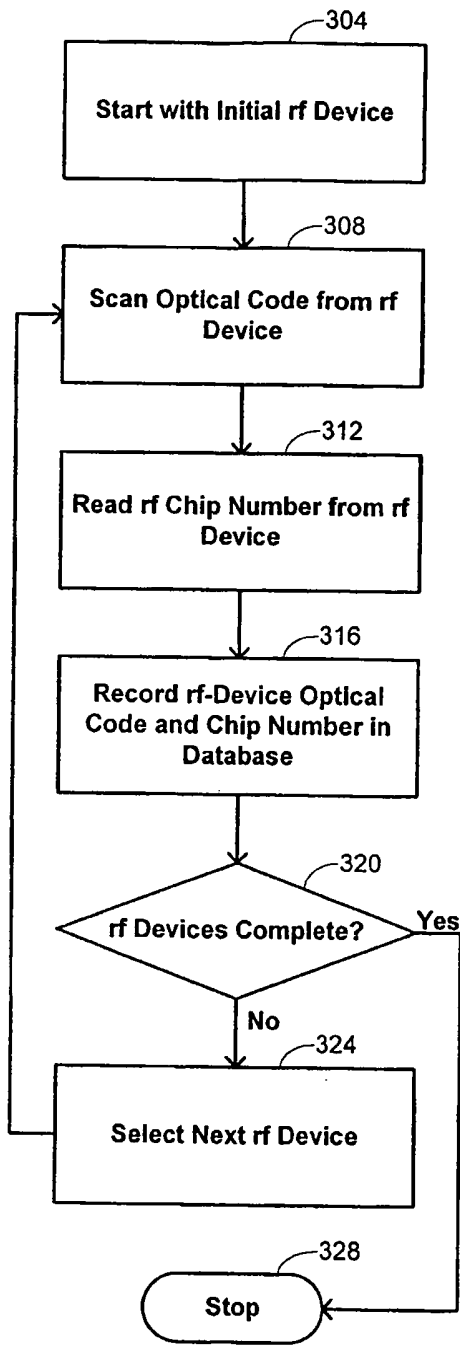 304
Start with Initial rf Device
308
Scan Optical Code from rf
Device
312
Read rf Chip Number from rf
Device
316
Record rf-Device Optical
Code and Chip Number in
Database
320
rf Devices Complete?
Yes
No
324
Select Next rf Device
328
Stop